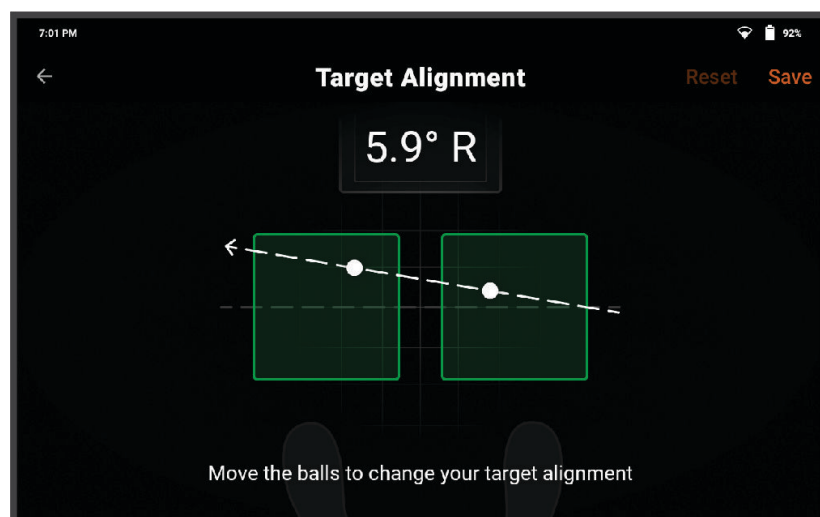 7:01 PM 92%
Target Alignment Reset Save
5.9° R
Move the balls to change your target alignment